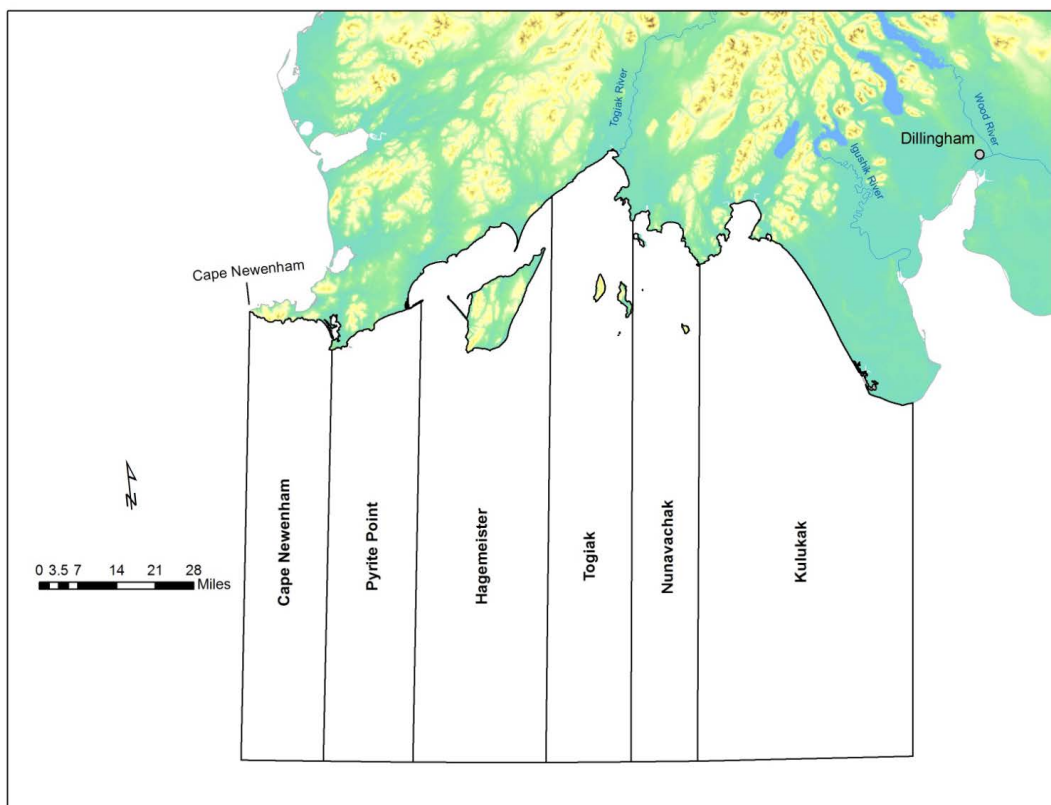 Togiak River
Wood River
Dillingham
Igushik River
Cape Newenham
N
0 3.5 7 14 21 28
Miles
Cape Newenham
Pyrite Point
Hagemeister
Togiak
Nunavachak
Kulukak